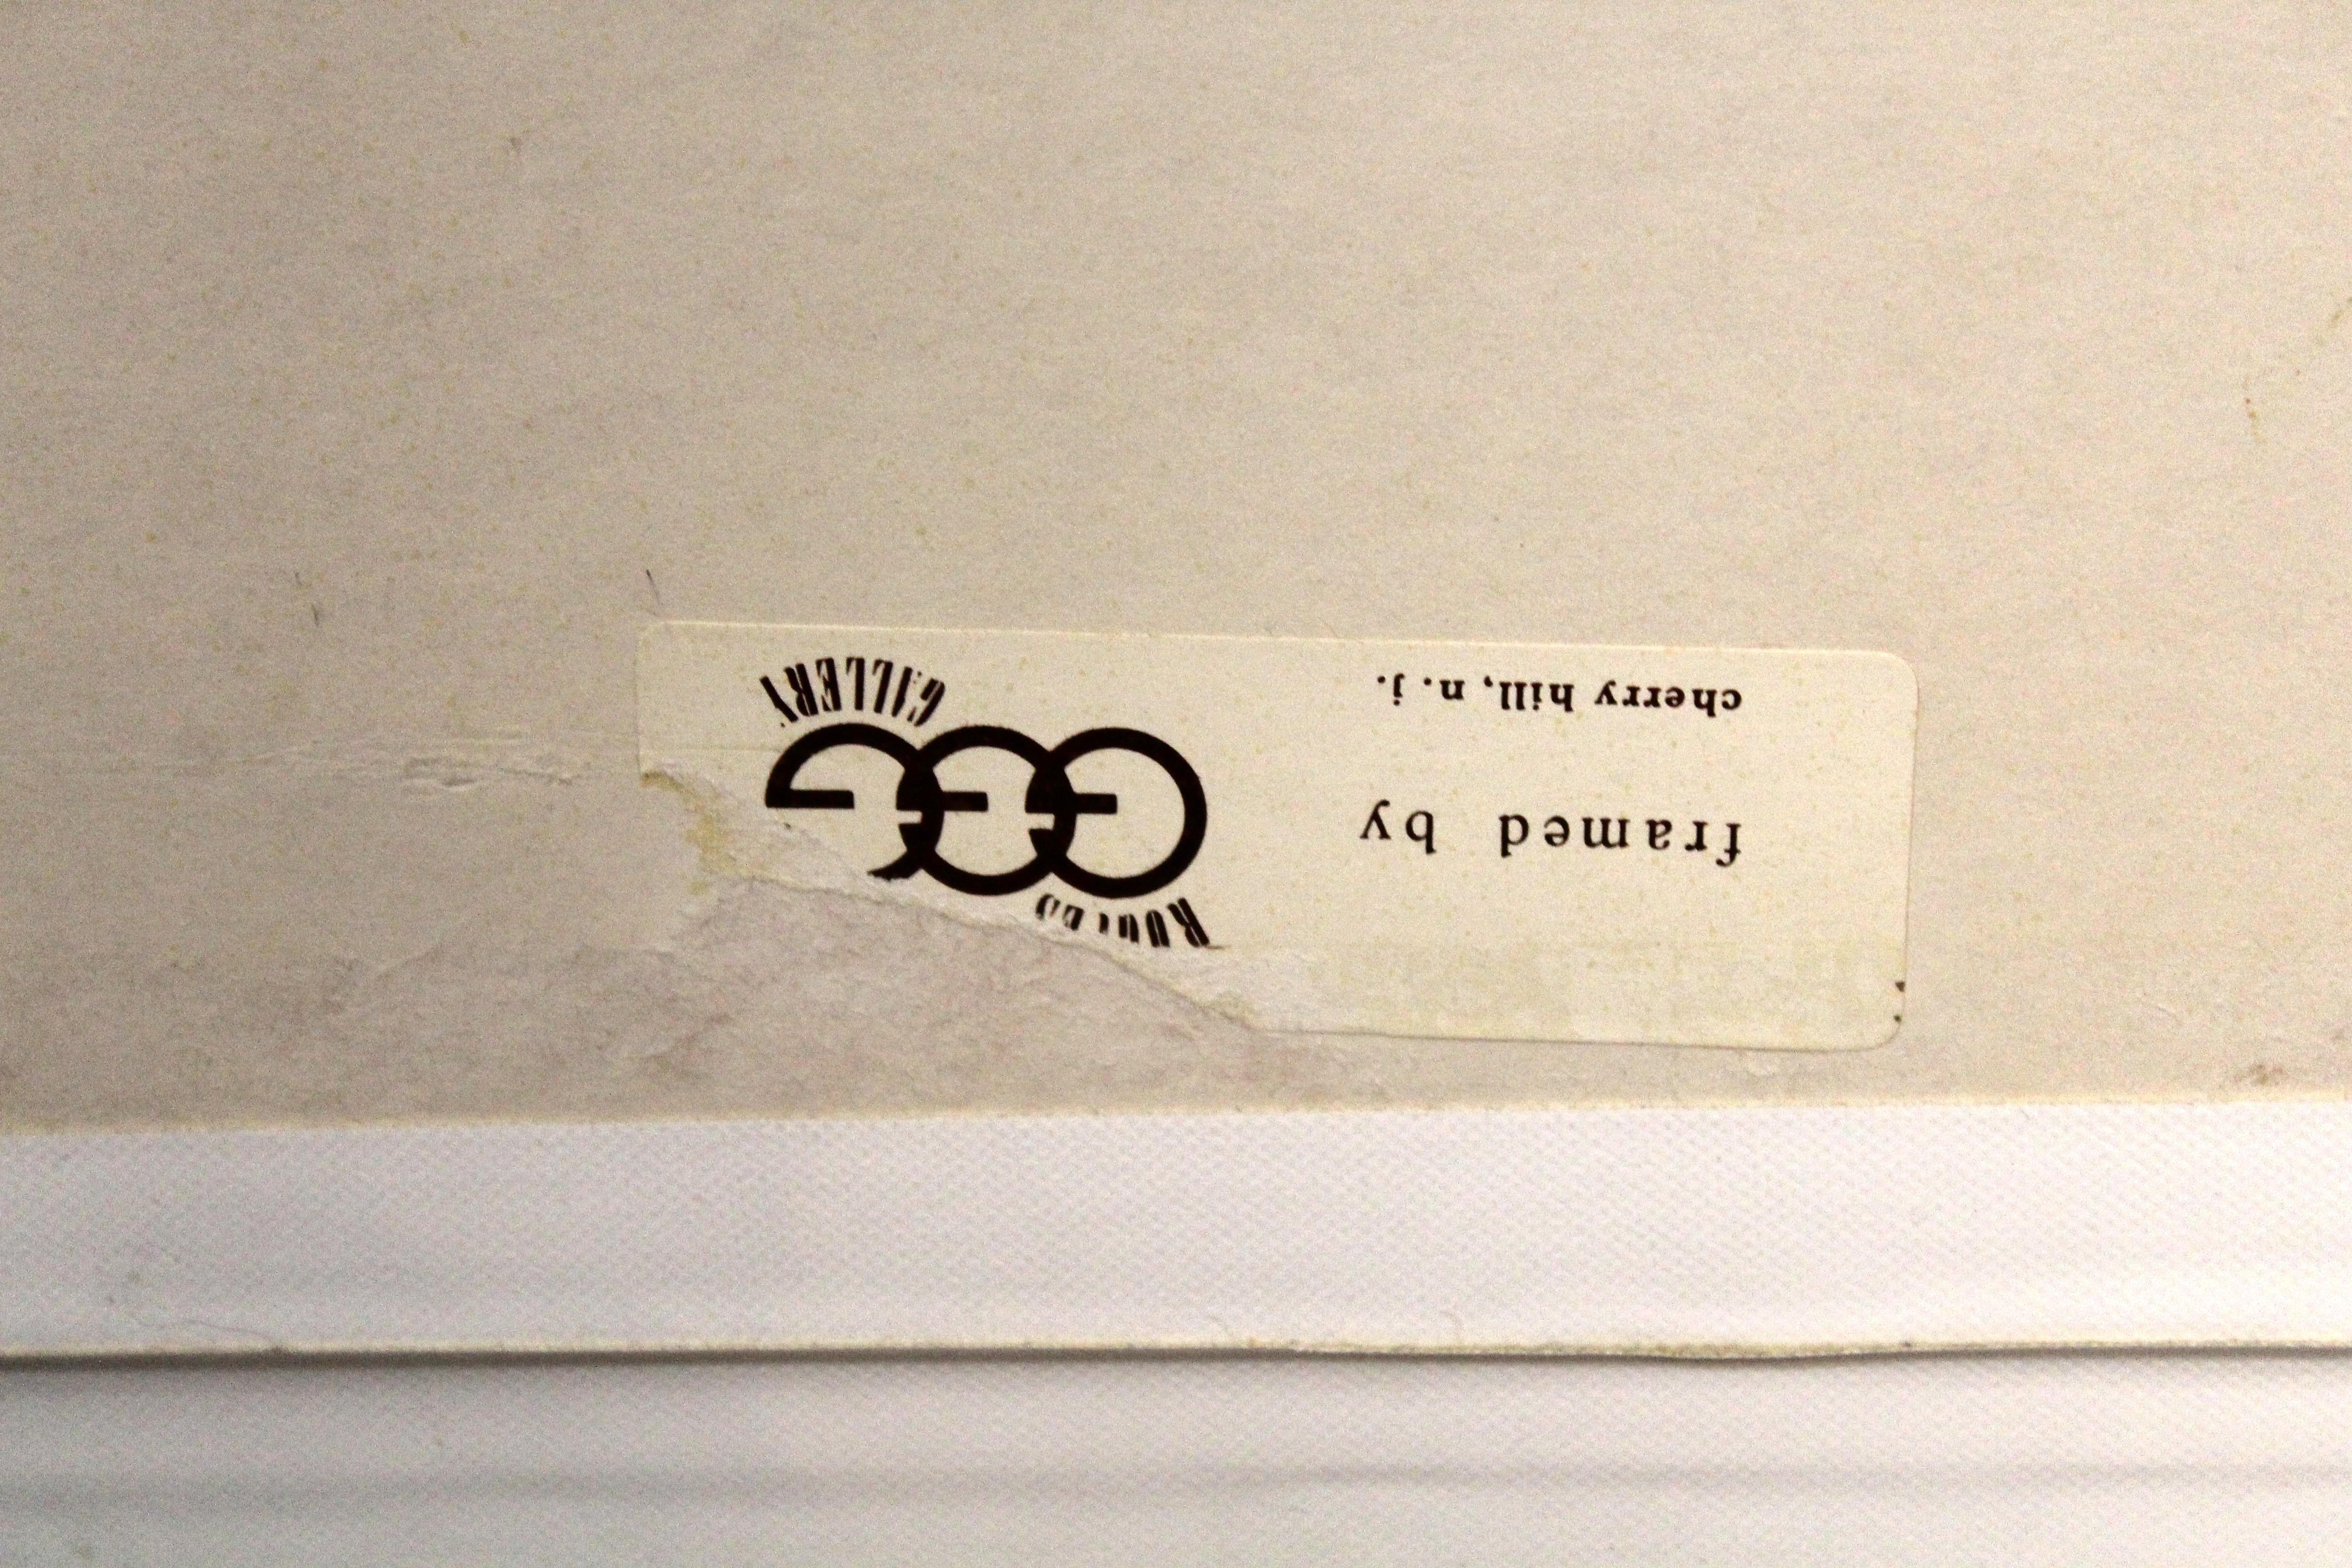 framed by
cherry hill, n. j.
GALLERY